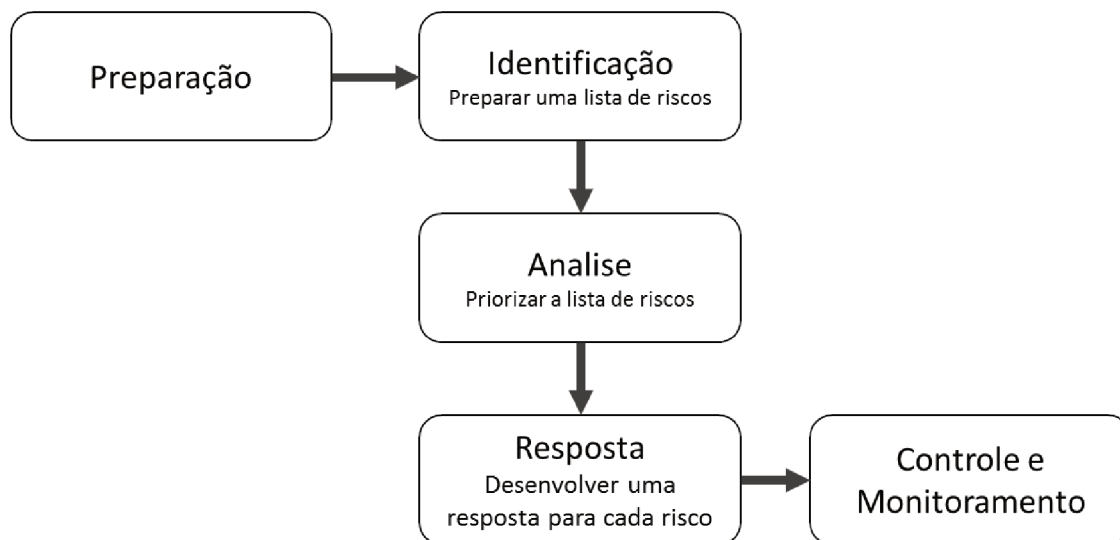 Preparação
Identificação
Preparar uma lista de riscos
Analise
Priorizar a lista de riscos
Resposta
Desenvolver uma
resposta para cada risco
Controle e
Monitoramento